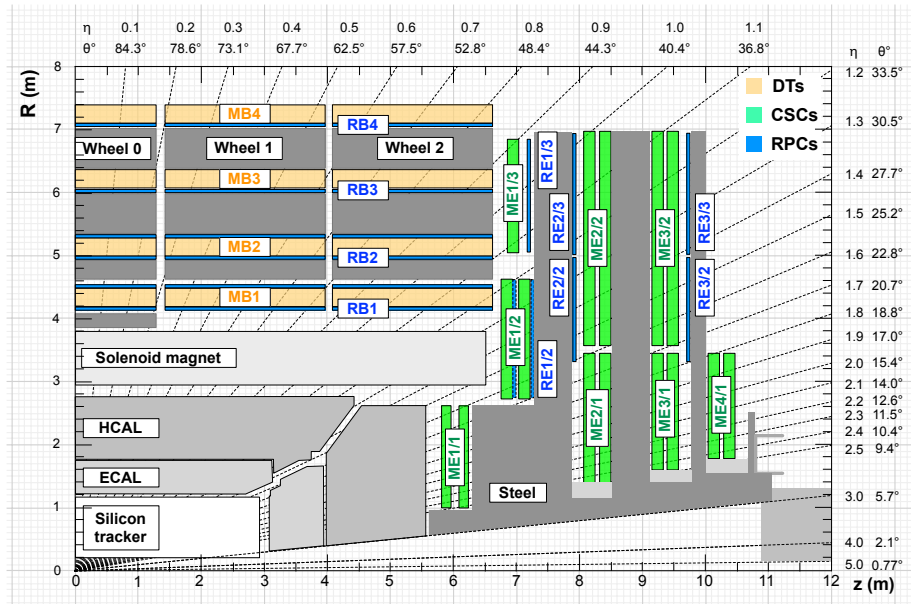 η 0.1 0.2 0.3 0.4 0.5 0.6 0.7 0.8 0.9 1.0 1.1
θ° 84.3° 78.6° 73.1° 67.7° 62.5° 57.5° 52.8° 48.4° 44.3° 40.4° 36.8° η θ°
R (m)
8
7
6
5
4
3
2
1
0
1.2 33.5°
1.3 30.5°
1.4 27.7°
1.5 25.2°
1.6 22.8°
1.7 20.7°
1.8 18.8°
1.9 17.0°
2.0 15.4°
2.1 14.0°
2.2 12.6°
2.3 11.5°
2.4 10.4°
2.5 9.4°
3.0 5.7°
4.0 2.1°
5.0 0.77°
DTs
CSCs
RPCs
MB4
RB4
Wheel 0
Wheel 1
Wheel 2
MB3
RB3
MB2
RB2
MB1
RB1
Solenoid magnet
HCAL
ECAL
Silicon
tracker
Steel
ME1/3
RE1/3
RE2/3
ME2/2
ME3/2
RE3/3
ME1/2
RE1/2
RE2/2
RE3/2
ME1/1
ME2/1
ME3/1
ME4/1
0 1 2 3 4 5 6 7 8 9 10 11 12
z (m)